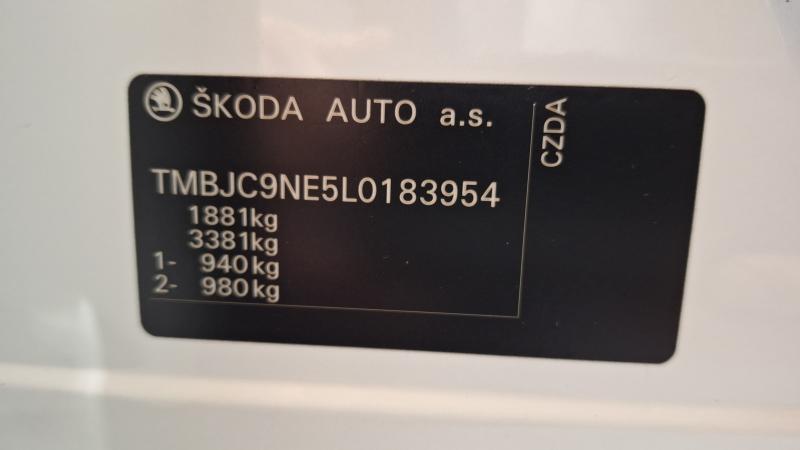 ŠKODA AUTO a.s.
TMBJC9NE5L0183954
1881kg
3381kg
1- 940kg
2- 980kg
CZDA